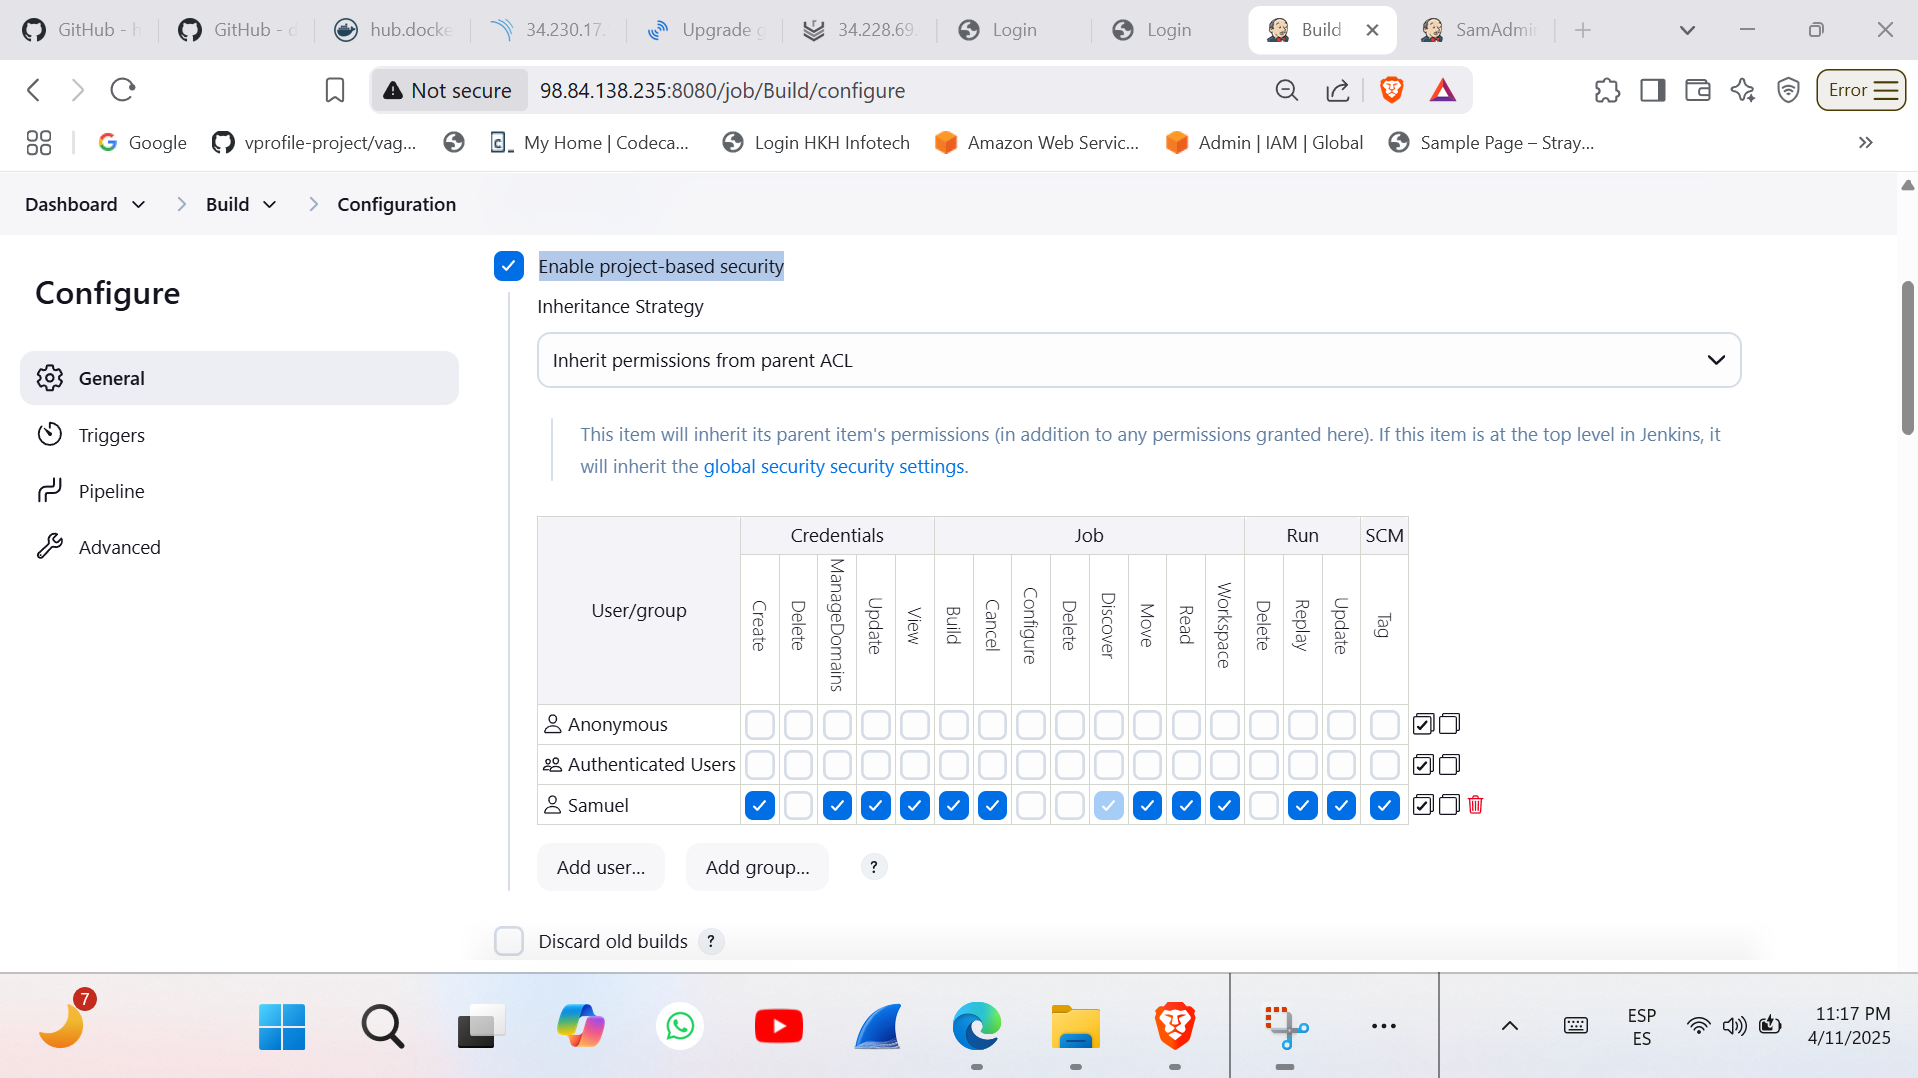 GitHub - h
GitHub - d
hub.docke
34.230.17.
Upgrade g
34.228.69.
Login
Login
Build
SamAdmi
Not secure
98.84.138.235:8080/job/Build/configure
Error
Google
vprofile-project/vag...
My Home | Codeca...
Login HKH Infotech
Amazon Web Servic...
Admin | IAM | Global
Sample Page – Stray...
»
Dashboard
Build
Configuration
Configure
General
Triggers
Pipeline
Advanced
Enable project-based security
Inheritance Strategy
Inherit permissions from parent ACL
This item will inherit its parent item's permissions (in addition to any permissions granted here). If this item is at the top level in Jenkins, it
will inherit the global security security settings.
User/group
Credentials
Job
Run
SCM
Create
Delete
ManageDomains
Update
View
Build
Cancel
Configure
Delete
Discover
Move
Read
Workspace
Delete
Replay
Update
Tag
Anonymous
Authenticated Users
Samuel
Add user...
Add group...
?
Discard old builds
?
7
ESP
ES
11:17 PM
4/11/2025